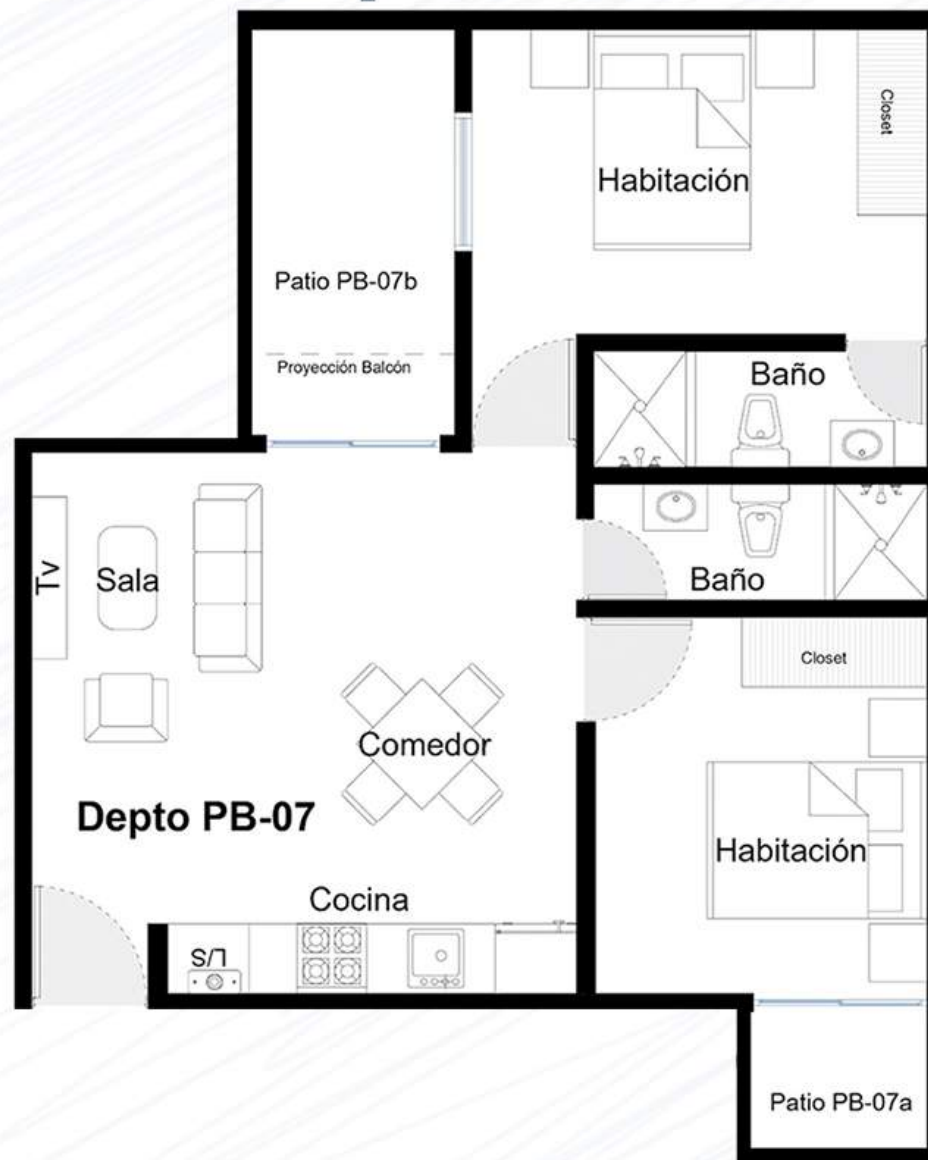 Closet
Habitación
Patio PB-07b
Proyección Balcón
Baño
Tv
Sala
Baño
Closet
Comedor
Depto PB-07
Habitación
Cocina
S/1
Patio PB-07a